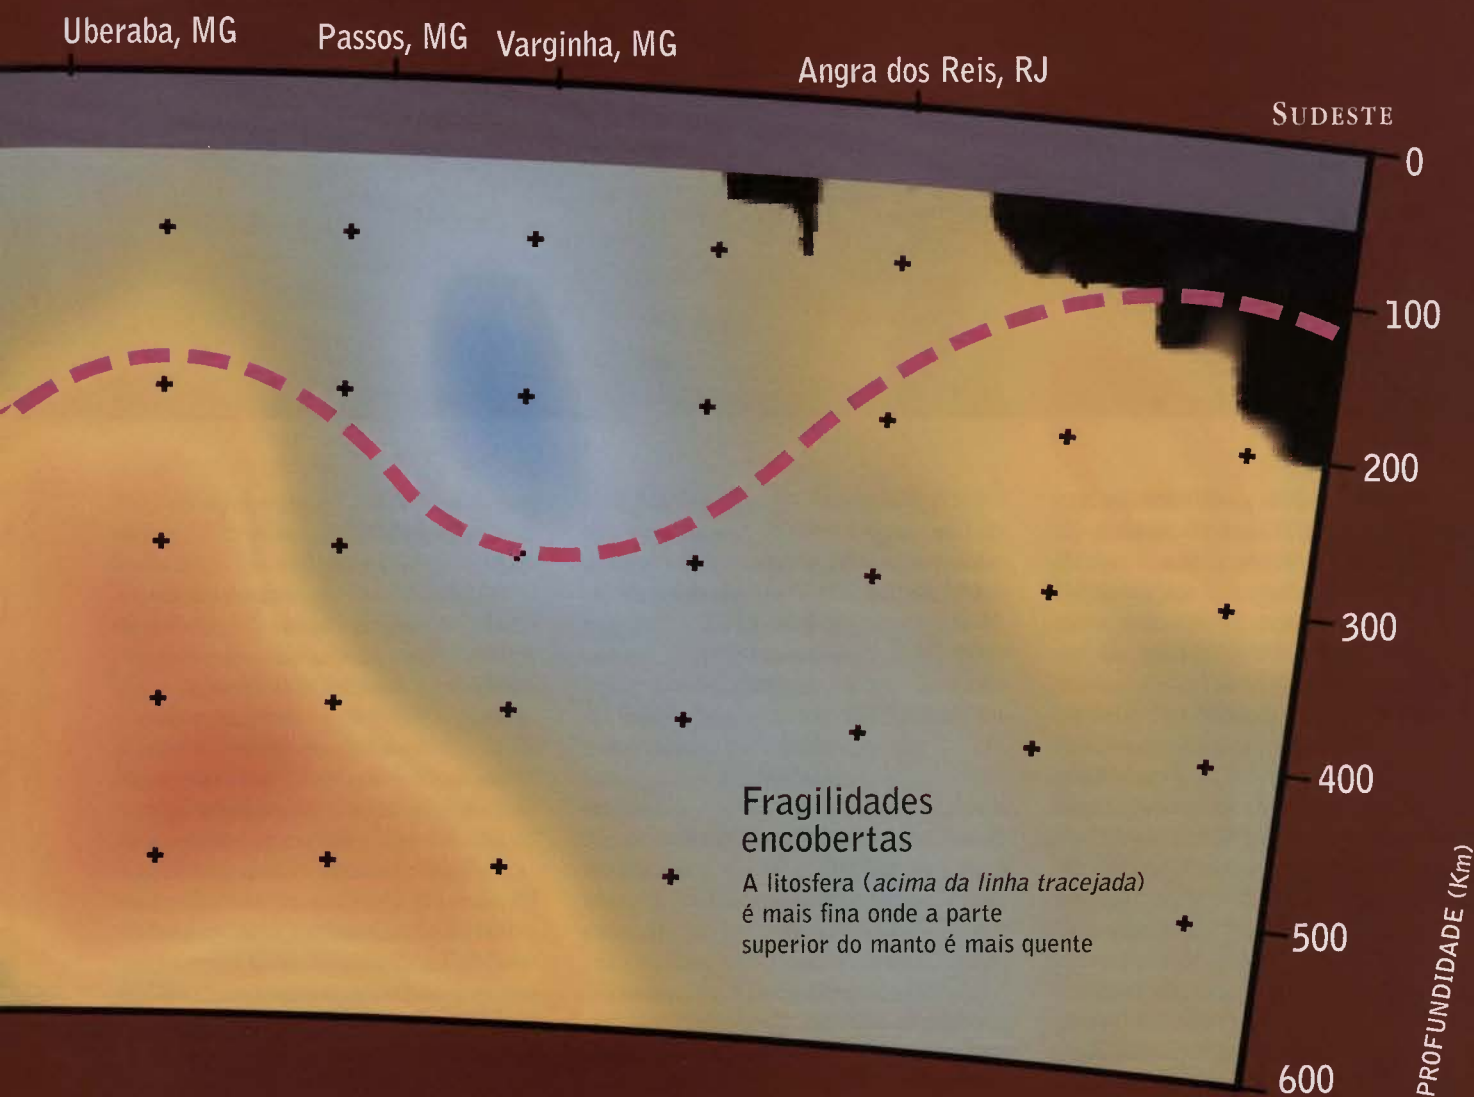 Uberaba, MG
Passos, MG
Varginha, MG
Angra dos Reis, RJ
SUDESTE
0
100
200
300
400
500
600
PROFUNDIDADE (Km)
Fragilidades
encobertas
A litosfera (acima da linha tracejada)
é mais fina onde a parte
superior do manto é mais quente